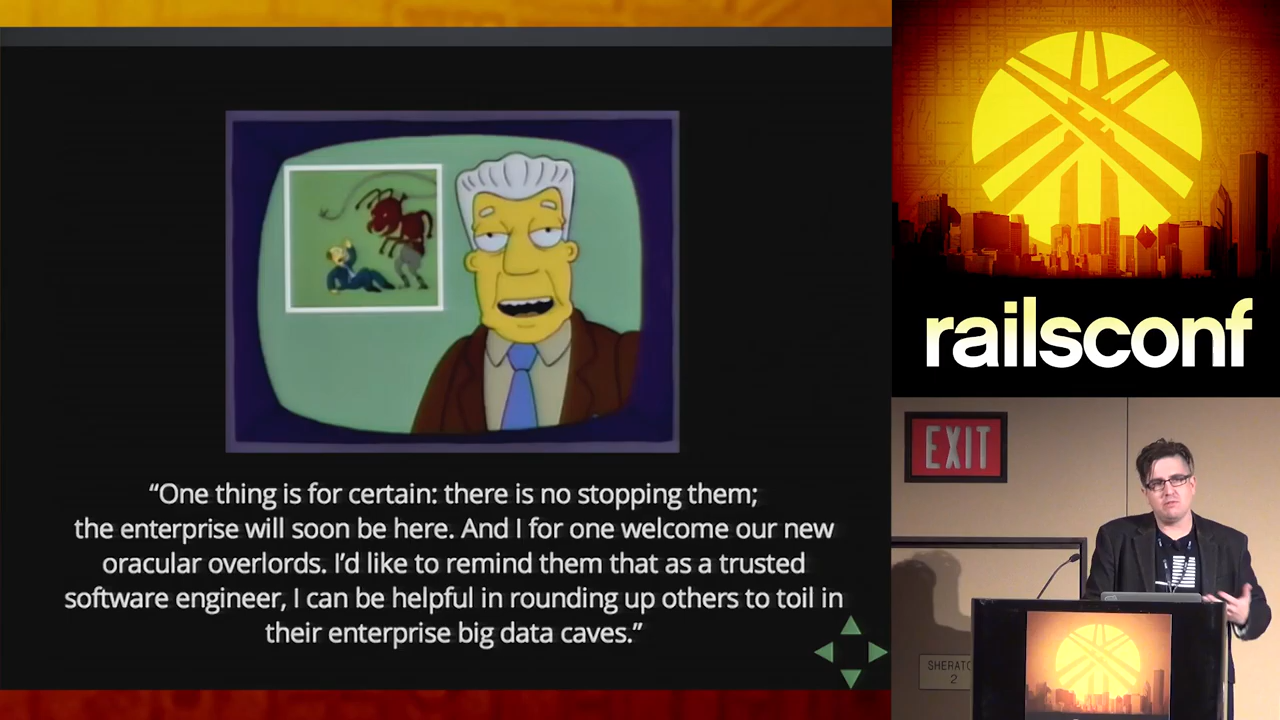 “One thing is for certain: there is no stopping them;
the enterprise will soon be here. And I for one welcome our new
oracular overlords. I’d like to remind them that as a trusted
software engineer, I can be helpful in rounding up others to toil in
their enterprise big data caves.”
railsconf
EXIT
SHERATO
2